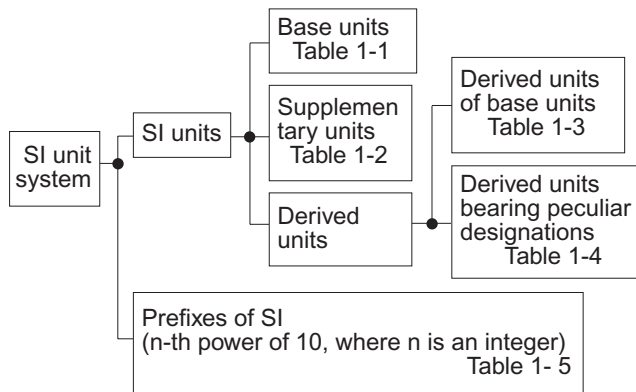 SI unit
system
SI units
Base units
Table 1-1
Supplemen
tary units
Table 1-2
Derived
units
Derived units
of base units
Table 1-3
Derived units
bearing peculiar
designations
Table 1-4
Prefixes of SI
(n-th power of 10, where n is an integer)
Table 1- 5